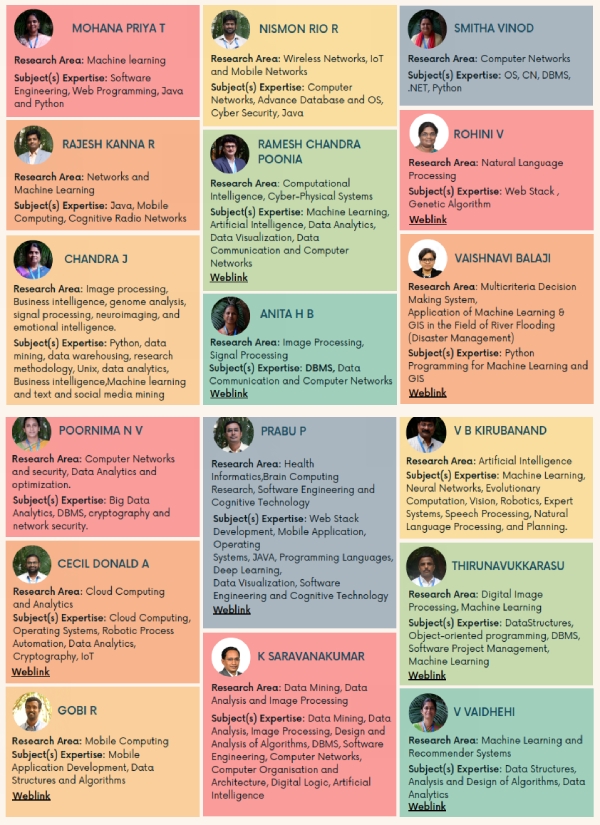 MOHANA PRIYA T
Research Area: Machine learning
Subject(s) Expertise: Software
Engineering, Web Programming, Java
and Python
RAJESH KANNA R
Research Area: Networks and
Machine Learning
Subject(s) Expertise: Java, Mobile
Computing, Cognitive Radio Networks
CHANDRA J
Research Area: Image processing,
Business intelligence, genome analysis,
signal processing, neuroimaging, and
emotional intelligence.
Subject(s) Expertise: Python, data
mining, data warehousing, research
methodology, Unix, data analytics,
Business intelligence,Machine learning
and text and social media mining
NISMON RIO R
Research Area: Wireless Networks, IoT
and Mobile Networks
Subject(s) Expertise: Computer
Networks, Advance Database and OS,
Cyber Security, Java
RAMESH CHANDRA
POONIA
Research Area: Computational
Intelligence, Cyber-Physical Systems
Subject(s) Expertise: Machine Learning,
Artificial Intelligence, Data Analytics,
Data Visualization, Data
Communication and Computer
Networks
Weblink
ANITA H B
Research Area: Image Processing,
Signal Processing
Subject(s) Expertise: DBMS, Data
Communication and Computer Networks
Weblink
SMITHA VINOD
Research Area: Computer Networks
Subject(s) Expertise: OS, CN, DBMS,
.NET, Python
ROHINI V
Research Area: Natural Language
Processing
Subject(s) Expertise: Web Stack ,
Genetic Algorithm
Weblink
VAISHNAVI BALAJI
Research Area: Multicriteria Decision
Making System,
Application of Machine Learning &
GIS in the Field of River Flooding
(Disaster Management)
Subject(s) Expertise: Python
Programming for Machine Learning and
GIS
Weblink
POORNIMA N V
Research Area: Computer Networks
and security, Data Analytics and
optimization.
Subject(s) Expertise: Big Data
Analytics, DBMS, cryptography and
network security.
CECIL DONALD A
Research Area: Cloud Computing
and Analytics
Subject(s) Expertise: Cloud Computing,
Operating Systems, Robotic Process
Automation, Data Analytics,
Cryptography, IoT
Weblink
GOBI R
Research Area: Mobile Computing
Subject(s) Expertise: Mobile
Application Development, Data
Structures and Algorithms
Weblink
PRABU P
Research Area: Health
Informatics,Brain Computing
Research, Software Engineering and
Cognitive Technology
Subject(s) Expertise: Web Stack
Development, Mobile Application,
Operating
Systems, JAVA, Programming Languages,
Deep Learning,
Data Visualization, Software
Engineering and Cognitive Technology
Weblink
K SARAVANAKUMAR
Research Area: Data Mining, Data
Analysis and Image Processing
Subject(s) Expertise: Data Mining, Data
Analysis, Image Processing, Design and
Analysis of Algorithms, DBMS, Software
Engineering, Computer Networks,
Computer Organisation and
Architecture, Digital Logic, Artificial
Intelligence
V B KIRUBANAND
Research Area: Artificial Intelligence
Subject(s) Expertise: Machine Learning,
Neural Networks, Evolutionary
Computation, Vision, Robotics, Expert
Systems, Speech Processing, Natural
Language Processing, and Planning.
THIRUNAVUKKARASU
Research Area: Digital Image
Processing, Machine Learning
Subject(s) Expertise: DataStructures,
Object-oriented programming, DBMS,
Software Project Management,
Machine Learning
Weblink
V VAIDHEHI
Research Area: Machine Learning and
Recommender Systems
Subject(s) Expertise: Data Structures,
Analysis and Design of Algorithms, Data
Analytics
Weblink